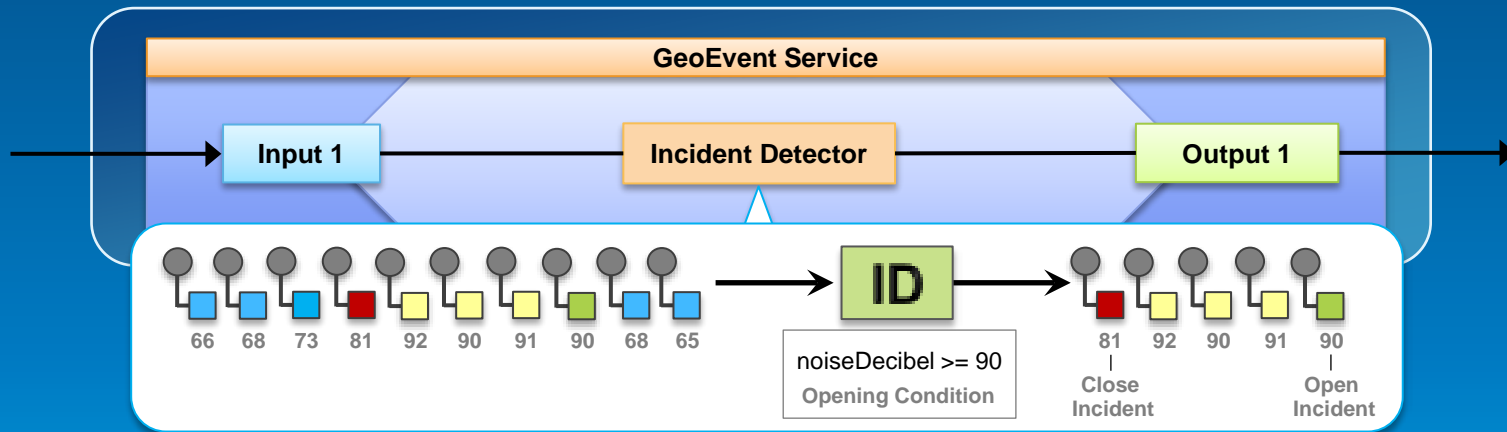 GeoEvent Service
Input 1
Incident Detector
Output 1
66 68 73 81 92 90 91 90 68 65
ID
noiseDecibel >= 90
Opening Condition
81 92 90 91 90
Close
Incident
Open
Incident